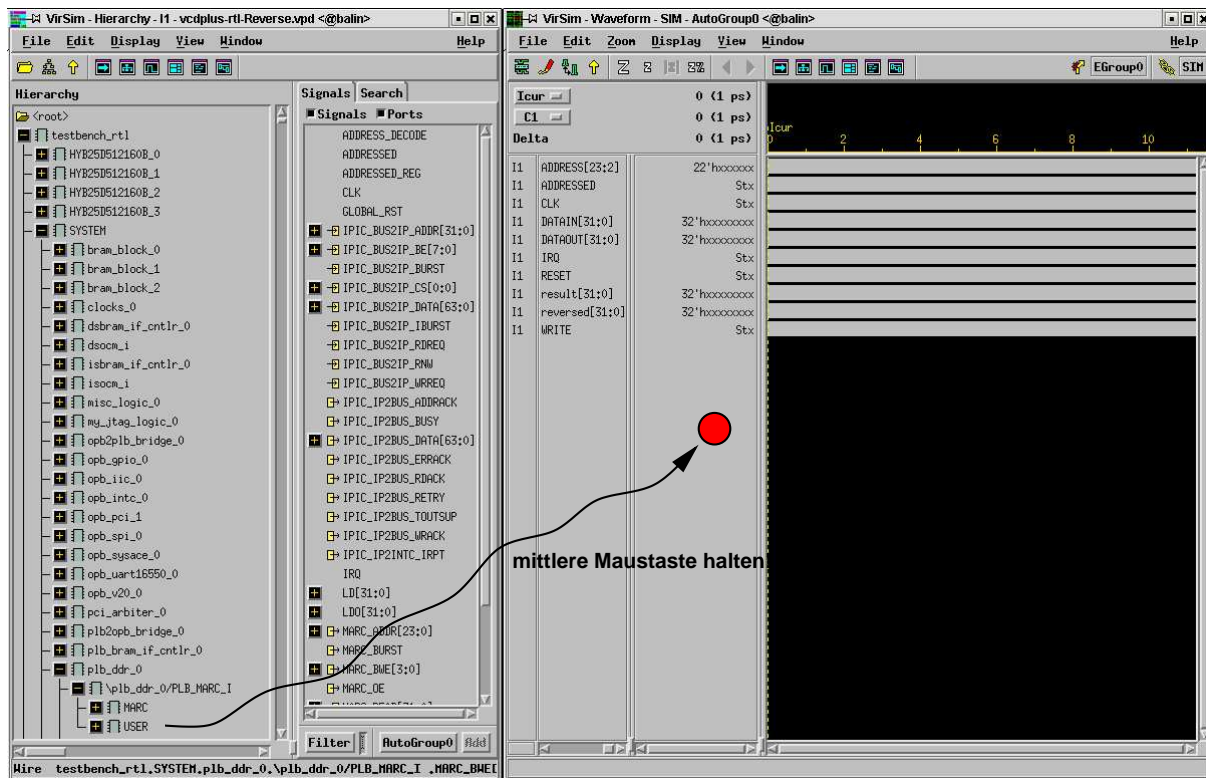 VirSim - Hierarchy - I1 - vcdplus-rtl-Reverse.vpd <@balin>
File Edit Display View Window Help
Hierarchy
<root>
testbench_rtl
HYB25D512160B_0
HYB25D512160B_1
HYB25D512160B_2
HYB25D512160B_3
SYSTEM
bram_block_0
bram_block_1
bram_block_2
clocks_0
dsbram_if_cntlr_0
dsocm_i
isbram_if_cntlr_0
isocm_i
misc_logic_0
my_jtag_logic_0
opb2plb_bridge_0
opb_gpio_0
opb_iic_0
opb_intc_0
opb_pci_1
opb_spi_0
opb_sysace_0
opb_uart16550_0
opb_v20_0
pci_arbiter_0
plb2opb_bridge_0
plb_bram_if_cntlr_0
plb_ddr_0
\plb_ddr_0/PLB_MARC_I
MARC
USER
Signals Search
Signals Ports
ADDRESS_DECODE
ADDRESSED
ADDRESSED_REG
CLK
GLOBAL_RST
IPIC_BUS2IP_ADDR[31:0]
IPIC_BUS2IP_BE[7:0]
IPIC_BUS2IP_BURST
IPIC_BUS2IP_CS[0:0]
IPIC_BUS2IP_DATA[63:0]
IPIC_BUS2IP_IBURST
IPIC_BUS2IP_RDREQ
IPIC_BUS2IP_RNW
IPIC_BUS2IP_WRREQ
IPIC_IP2BUS_ADDRACK
IPIC_IP2BUS_BUSY
IPIC_IP2BUS_DATA[63:0]
IPIC_IP2BUS_ERRACK
IPIC_IP2BUS_RDACK
IPIC_IP2BUS_RETRY
IPIC_IP2BUS_TOUTSUP
IPIC_IP2BUS_WRACK
IPIC_IP2INTC_IRPT
IRQ
LD[31:0]
LDO[31:0]
MARC_ADDR[23:0]
MARC_BURST
MARC_BWE[3:0]
MARC_OE
Filter AutoGroup0 Add
Wire testbench_rtl.SYSTEM.plb_ddr_0.\plb_ddr_0/PLB_MARC_I .MARC_BWE[
VirSim - Waveform - SIM - AutoGroup0 <@balin>
File Edit Zoom Display View Window Help
EGroup0 SIM
Icur 0 (1 ps)
C1 0 (1 ps)
Delta 0 (1 ps)
Icur
0 2 4 6 8 10
I1 ADDRESS[23:2] 22'hxxxxxx
I1 ADDRESSED Stx
I1 CLK Stx
I1 DATAIN[31:0] 32'hxxxxxxxx
I1 DATAOUT[31:0] 32'hxxxxxxxx
I1 IRQ Stx
I1 RESET Stx
I1 result[31:0] 32'hxxxxxxxx
I1 reversed[31:0] 32'hxxxxxxxx
I1 WRITE Stx
mittlere Maustaste halten